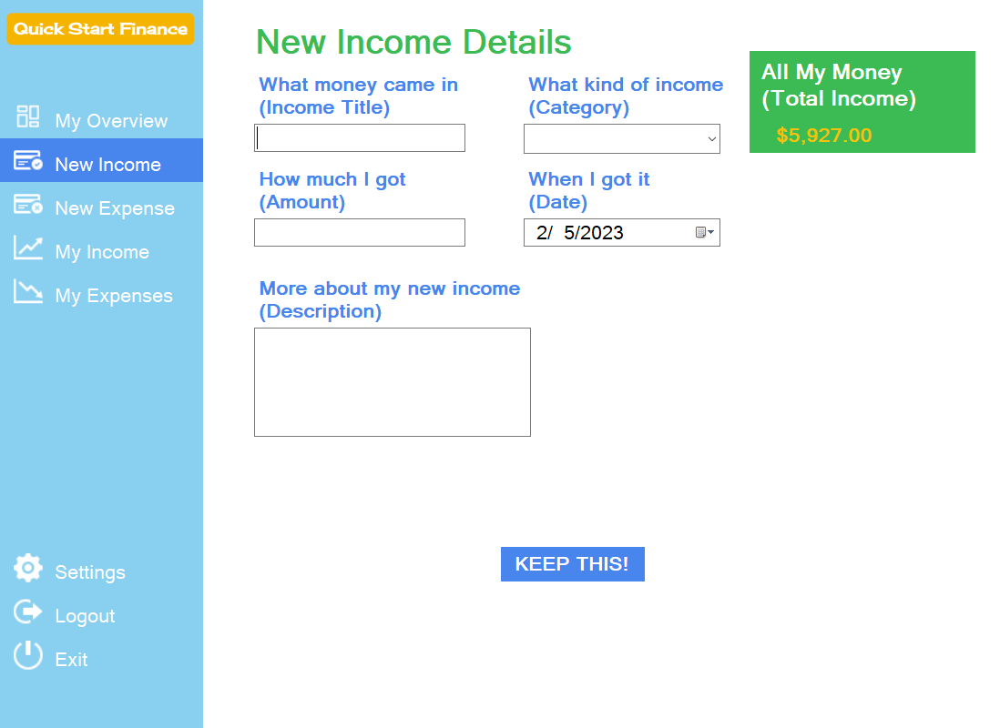 Quick Start Finance
My Overview
New Income
New Expense
My Income
My Expenses
Settings
Logout
Exit
New Income Details
What money came in
(Income Title)
What kind of income
(Category)
How much I got
(Amount)
When I got it
(Date)
2/ 5/2023
More about my new income
(Description)
KEEP THIS!
All My Money
(Total Income)
$5,927.00